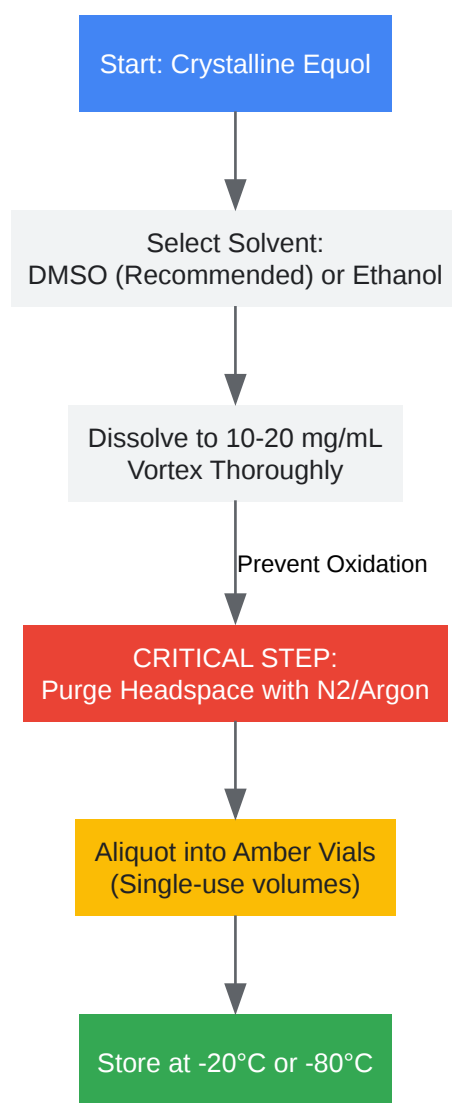 Start: Crystalline Equol
Select Solvent:
DMSO (Recommended) or Ethanol
Dissolve to 10-20 mg/mL
Vortex Thoroughly
Prevent Oxidation
CRITICAL STEP:
Purge Headspace with N2/Argon
Aliquot into Amber Vials
(Single-use volumes)
Store at -20°C or -80°C